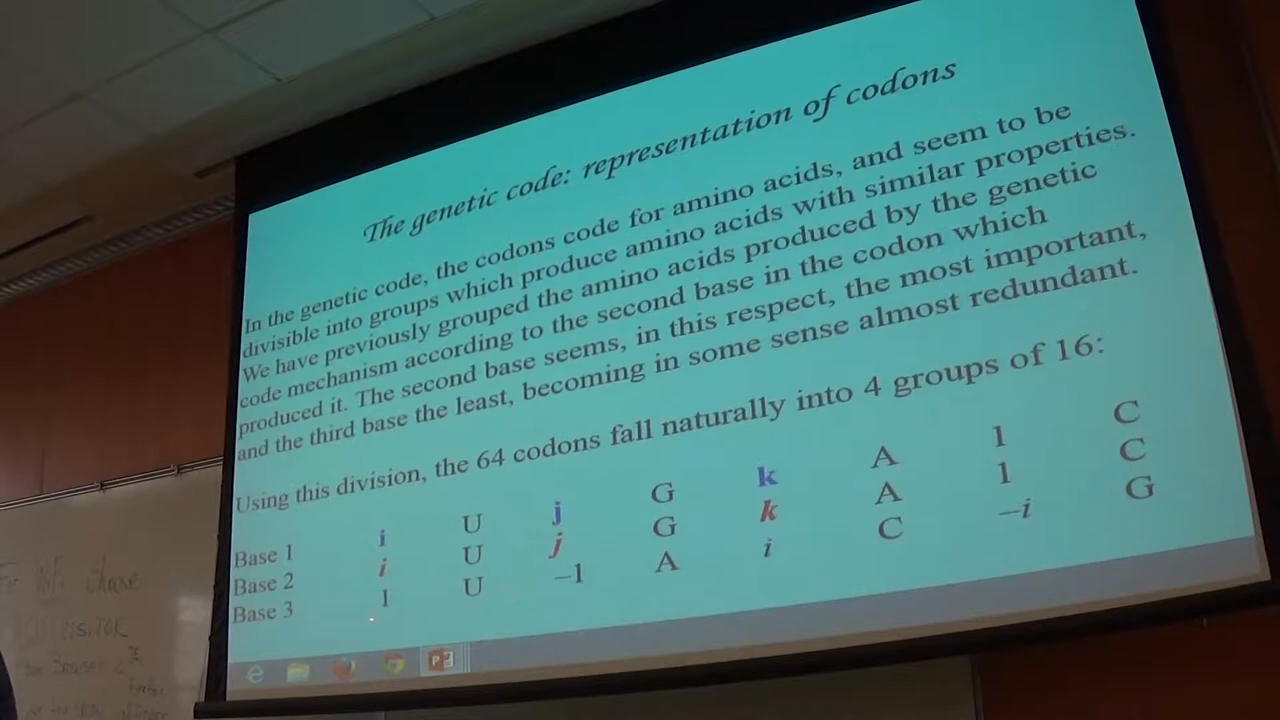 The genetic code: representation of codons
In the genetic code, the codons code for amino acids, and seem to be
divisible into groups which produce amino acids with similar properties.
We have previously grouped the amino acids produced by the genetic
code mechanism according to the second base in the codon which
produced it. The second base seems, in this respect, the most important,
and the third base the least, becoming in some sense almost redundant.
Using this division, the 64 codons fall naturally into 4 groups of 16:
Base 1 i U j G k A 1 C
Base 2 i U j G k A 1 C
Base 3 1 U –1 A i C –i G
For WiFi choose